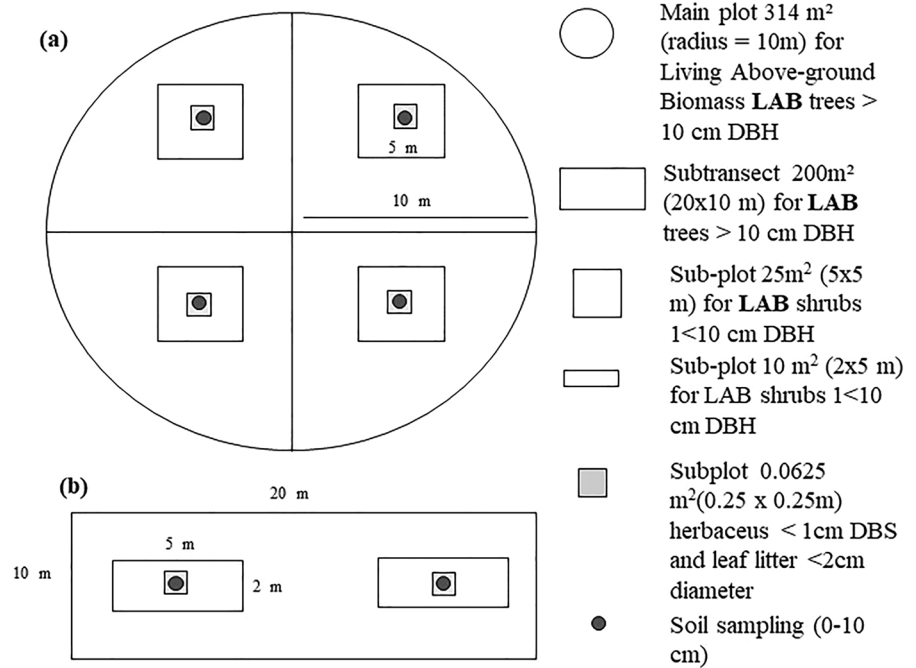 (a)
5 m
10 m
(b)
20 m
5 m
10 m
2 m
Main plot 314 m²
(radius = 10m) for
Living Above-ground
Biomass LAB trees >
10 cm DBH
Subtransect 200m²
(20x10 m) for LAB
trees > 10 cm DBH
Sub-plot 25m² (5x5
m) for LAB shrubs
1<10 cm DBH
Sub-plot 10 m² (2x5 m)
for LAB shrubs 1<10
cm DBH
Subplot 0.0625
m²(0.25 x 0.25m)
herbaceus < 1cm DBS
and leaf litter <2cm
diameter
Soil sampling (0-10
cm)